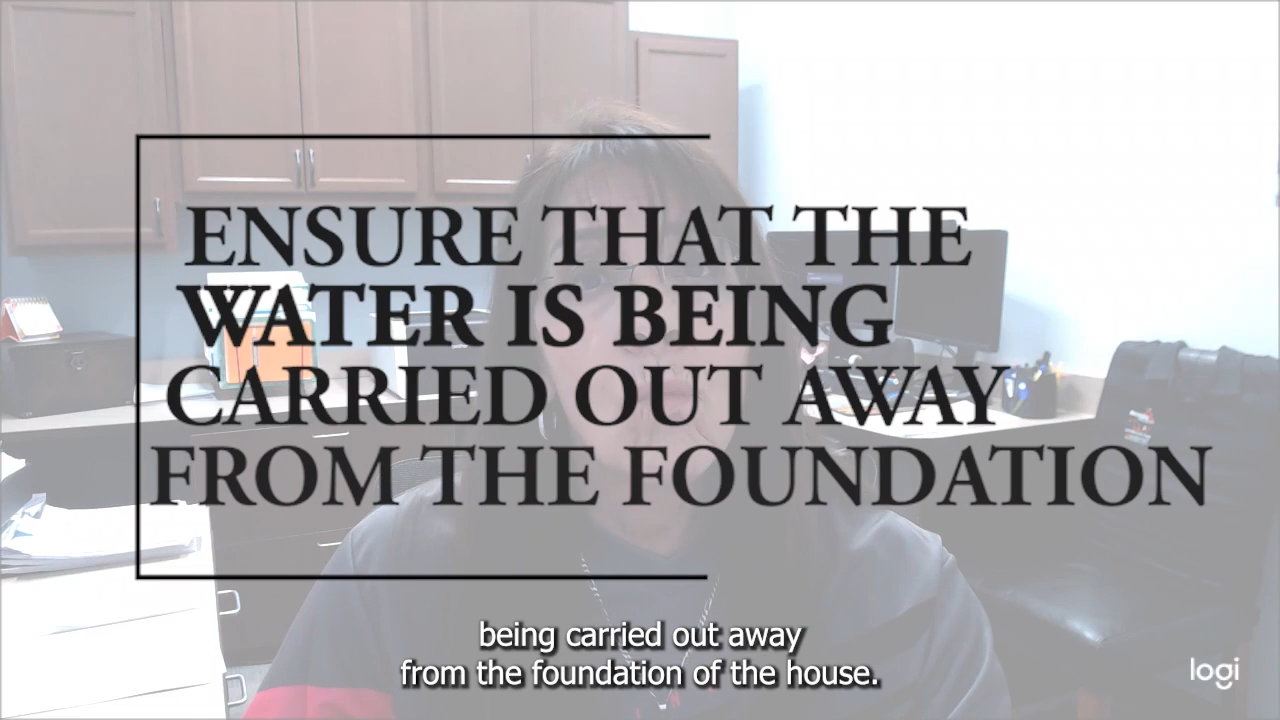 ENSURE THAT THE
WATER IS BEING
CARRIED OUT AWAY
FROM THE FOUNDATION
being carried out away
from the foundation of the house.
logi